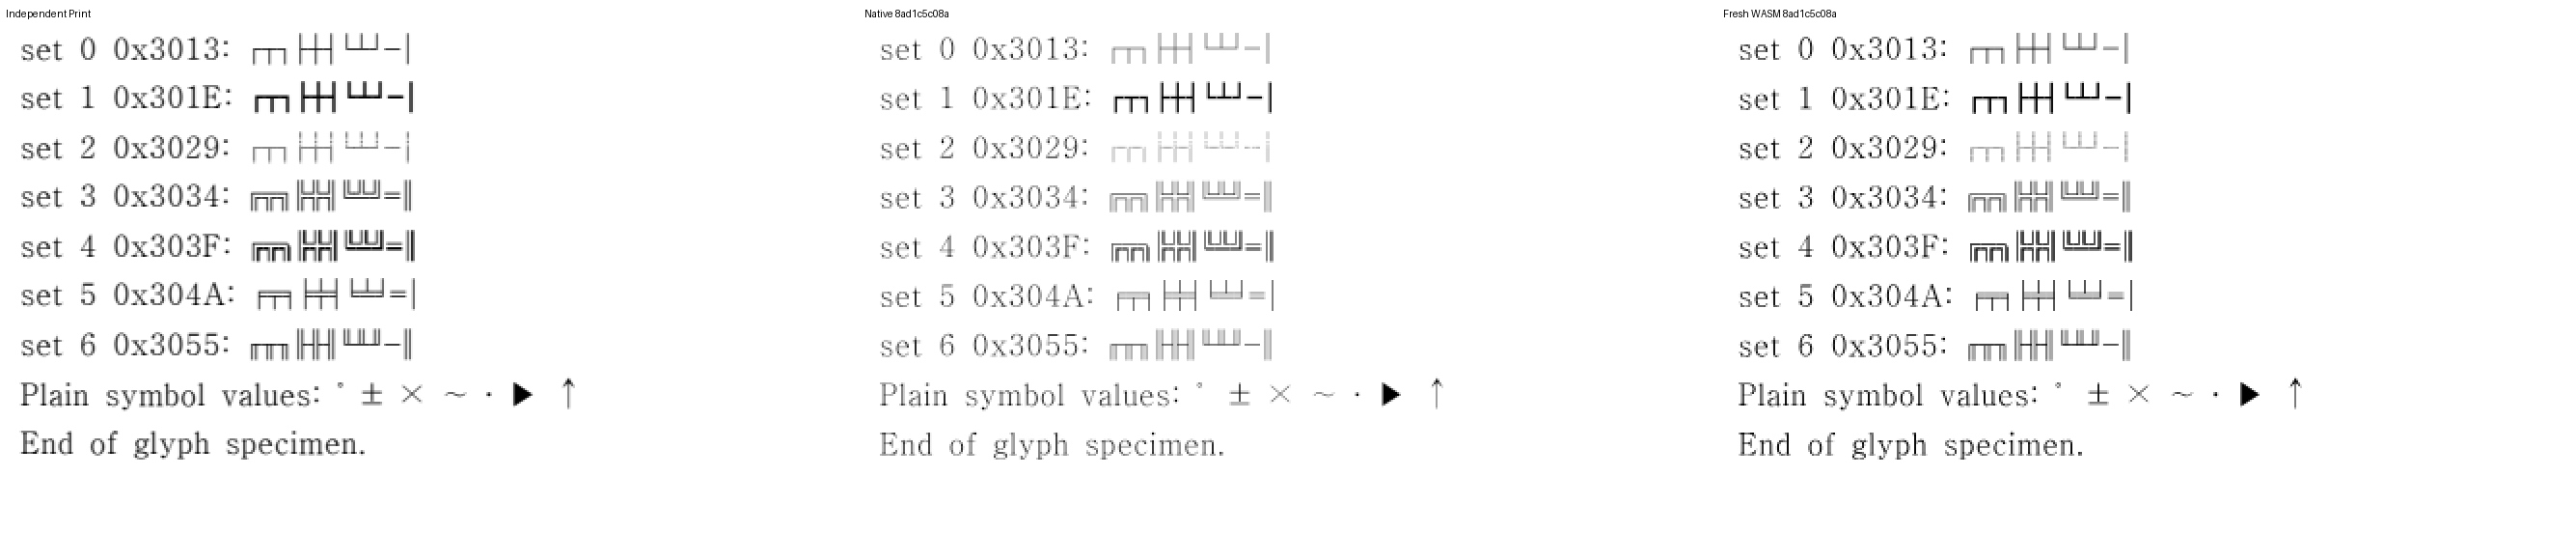 Independent Print
set 0 0x3013: ┌┬┐├┼┤└┴┘─│
set 1 0x301E: ┏┳┓┣╋┫┗┻┛━┃
set 2 0x3029: ┌┬┐├┼┤└┴┘─┆
set 3 0x3034: ╔╦╗╠╬╣╚╩╝═║
set 4 0x303F: ╔╦╗╠╬╣╚╩╝═║
set 5 0x304A: ╒╤╕╞╪╡╘╧╛═│
set 6 0x3055: ╓╥╖╟╫╢╙╨╜─║
Plain symbol values: ° ± × ~ · ▶ ↑
End of glyph specimen.
Native 8ad1c5c08a
set 0 0x3013: ┌┬┐├┼┤└┴┘─│
set 1 0x301E: ┏┳┓┣╋┫┗┻┛━┃
set 2 0x3029: ┌┬┐├┼┤└┴┘╌┆
set 3 0x3034: ╔╦╗╠╬╣╚╩╝═║
set 4 0x303F: ╔╦╗╠╬╣╚╩╝═║
set 5 0x304A: ╒╤╕╞╪╡╘╧╛═│
set 6 0x3055: ╓╥╖╟╫╢╙╨╜─║
Plain symbol values: ° ± × ~ · ▶ ↑
End of glyph specimen.
Fresh WASM 8ad1c5c08a
set 0 0x3013: ┌┬┐├┼┤└┴┘─│
set 1 0x301E: ┏┳┓┣╋┫┗┻┛━┃
set 2 0x3029: ┌┬┐├┼┤└┴┘─┆
set 3 0x3034: ╔╦╗╠╬╣╚╩╝═║
set 4 0x303F: ╔╦╗╠╬╣╚╩╝═║
set 5 0x304A: ╒╤╕╞╪╡╘╧╛═│
set 6 0x3055: ╓╥╖╟╫╢╙╨╜─║
Plain symbol values: ° ± × ~ · ▶ ↑
End of glyph specimen.